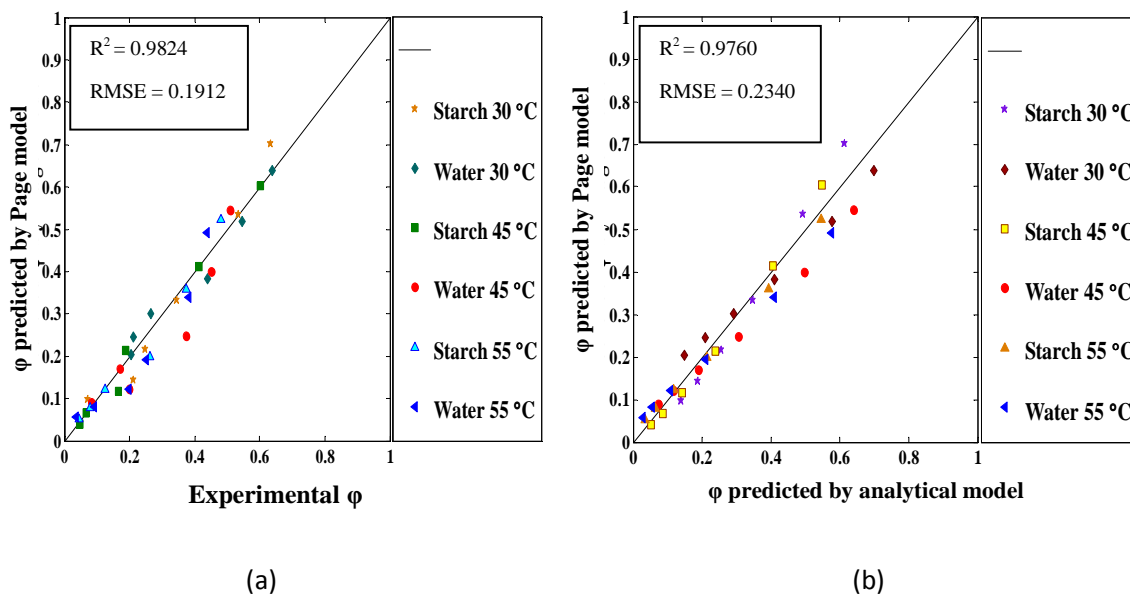 R² = 0.9824
RMSE = 0.1912
1
0.9
0.8
0.7
0.6
0.5
0.4
0.3
0.2
0.1
0
φ predicted by Page model
0 0.2 0.4 0.6 0.8 1
Experimental φ
Starch 30 °C
Water 30 °C
Starch 45 °C
Water 45 °C
Starch 55 °C
Water 55 °C
(a)
R² = 0.9760
RMSE = 0.2340
1
0.9
0.8
0.7
0.6
0.5
0.4
0.3
0.2
0.1
0
φ predicted by Page model
0 0.2 0.4 0.6 0.8 1
φ predicted by analytical model
Starch 30 °C
Water 30 °C
Starch 45 °C
Water 45 °C
Starch 55 °C
Water 55 °C
(b)